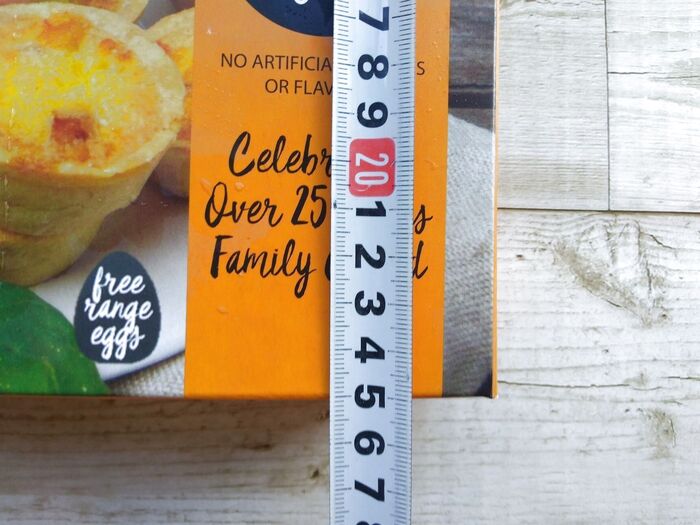 NO ARTIFICIA
S
OR FLAV
Celebr
Over 25 s
Family
free
range
eggs
7
8
9
20
1
2
3
4
5
6
7